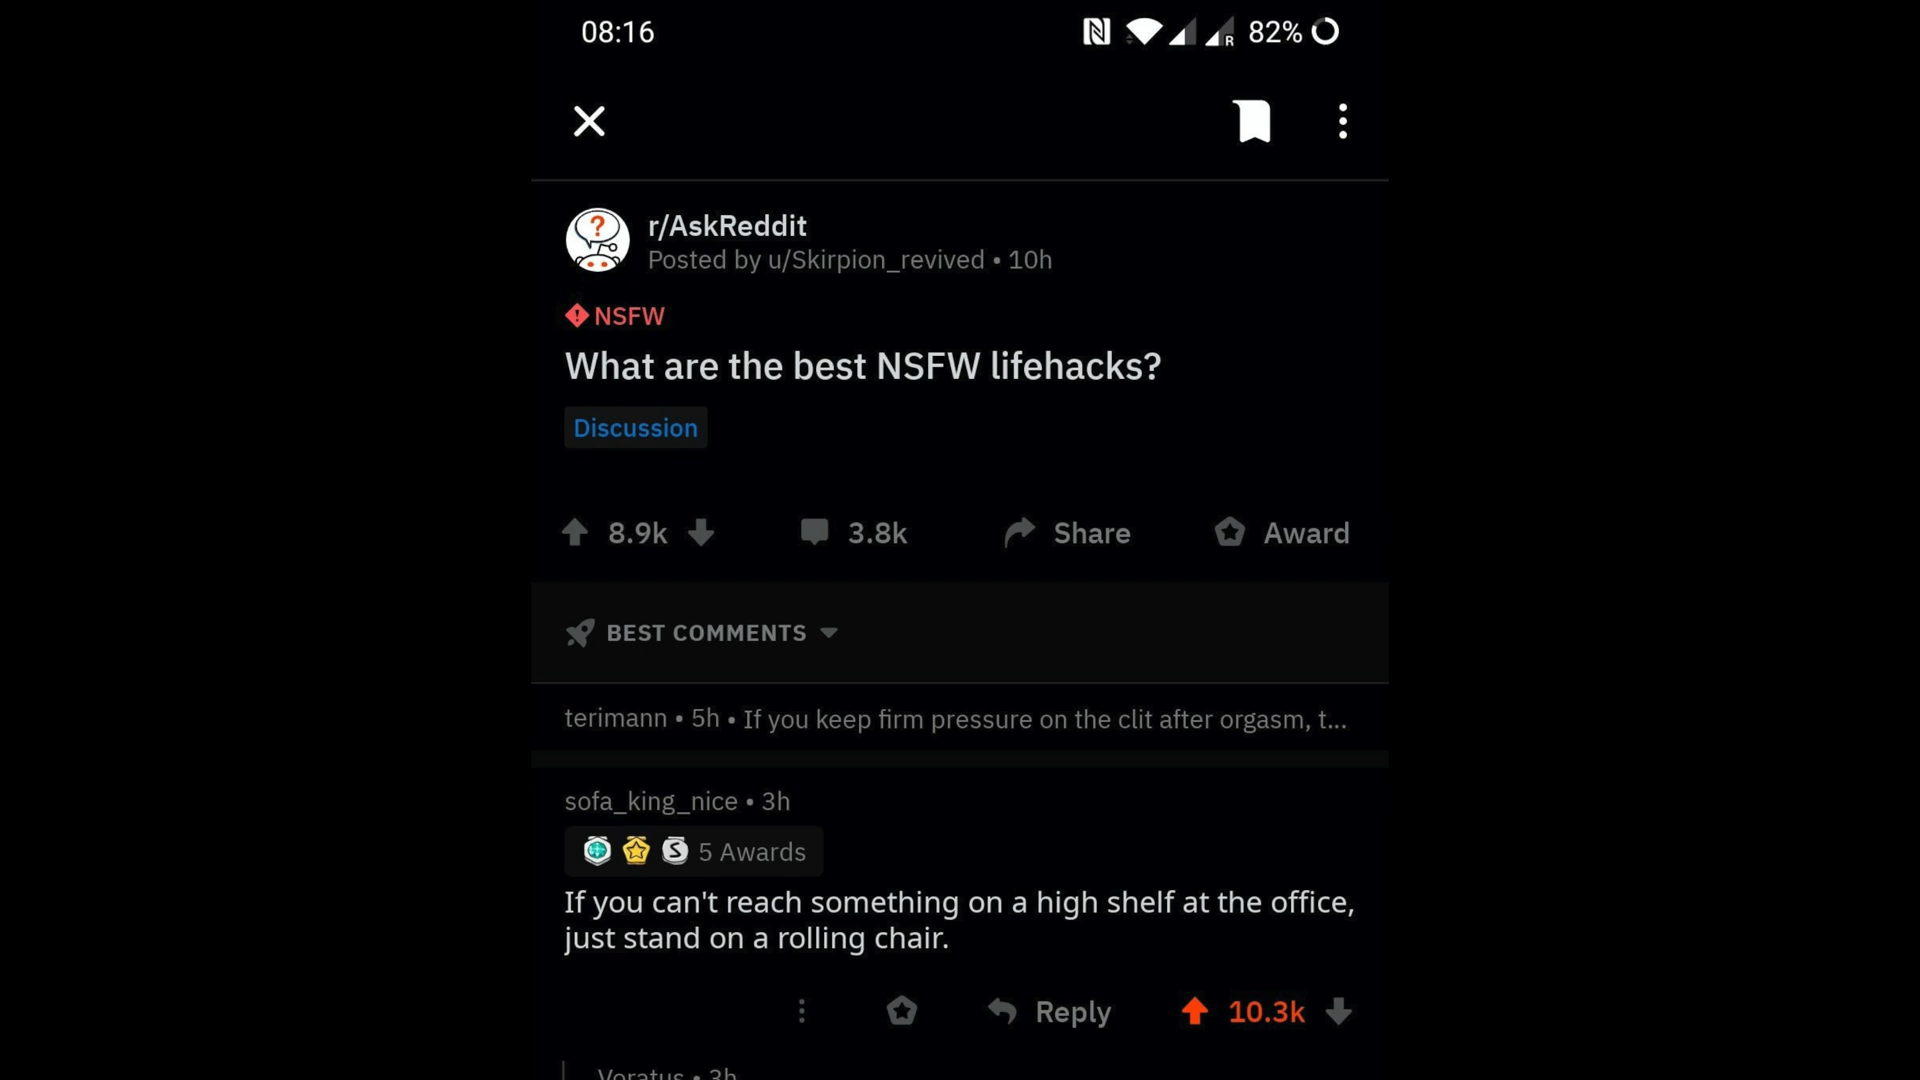 08:16
82%
r/AskReddit
Posted by u/Skirpion_revived • 10h
NSFW
What are the best NSFW lifehacks?
Discussion
8.9k 3.8k Share Award
BEST COMMENTS
terimann • 5h • If you keep firm pressure on the clit after orgasm, t...
sofa_king_nice • 3h
5 Awards
If you can't reach something on a high shelf at the office,
just stand on a rolling chair.
Reply 10.3k
Voratus • 3h